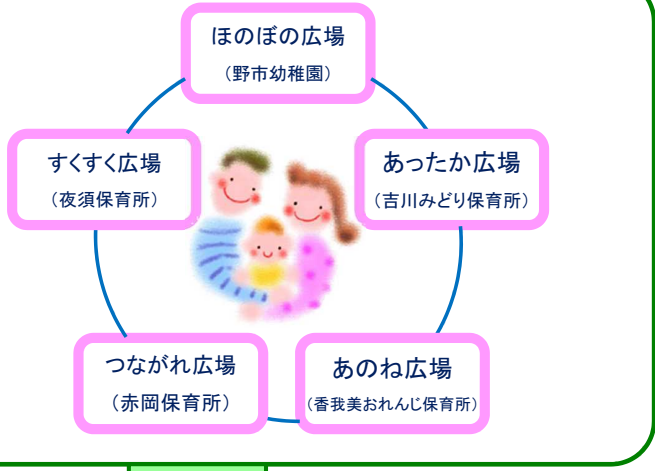 ほのぼの広場
（野市幼稚園）
すくすく広場
（夜須保育所）
あったか広場
（吉川みどり保育所）
つながれ広場
（赤岡保育所）
あのね広場
（香我美おれんじ保育所）